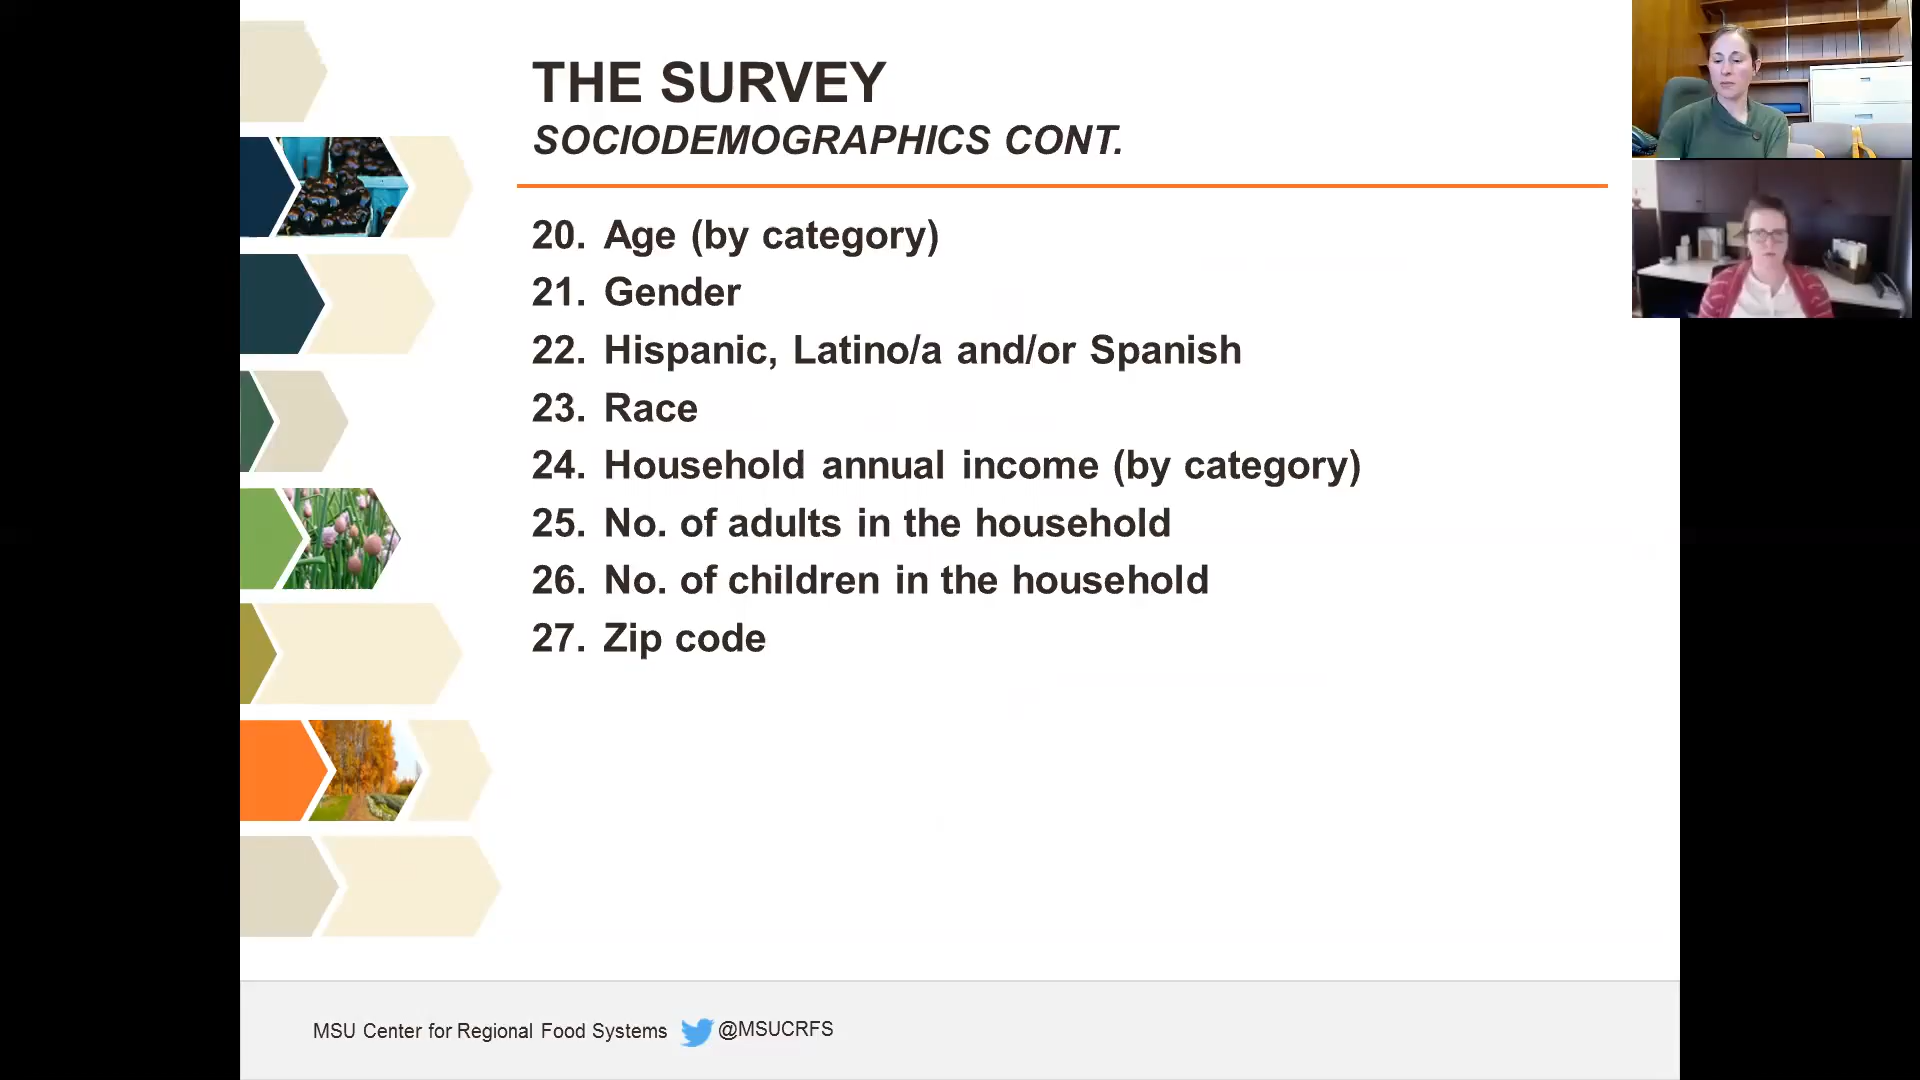 THE SURVEY
SOCIODEMOGRAPHICS CONT.
20. Age (by category)
21. Gender
22. Hispanic, Latino/a and/or Spanish
23. Race
24. Household annual income (by category)
25. No. of adults in the household
26. No. of children in the household
27. Zip code
MSU Center for Regional Food Systems @MSUCRFS